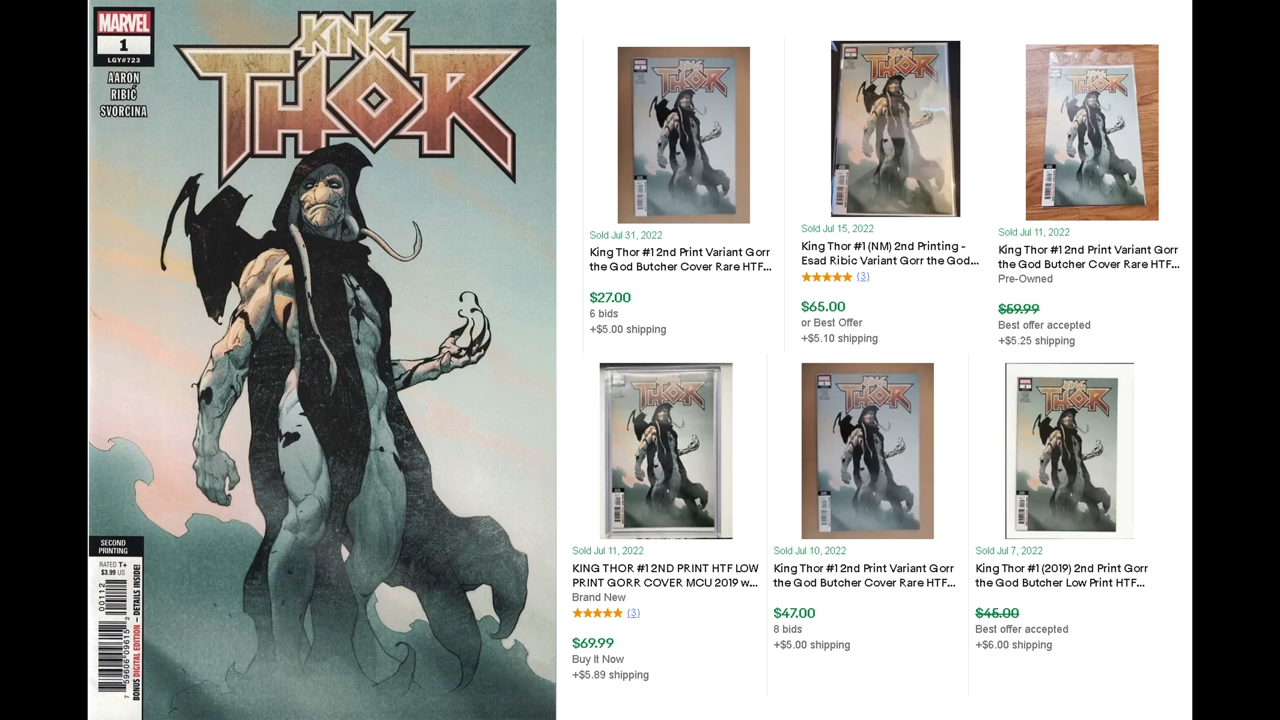 MARVEL
1
LGY#723
AARON
RIBIĆ
SVORCINA
KING
THOR
SECOND
PRINTING
RATED T+
$3.99 US
00112
7 59606 09615 2
BONUS DIGITAL EDITION – DETAILS INSIDE!
Sold Jul 31, 2022
King Thor #1 2nd Print Variant Gorr
the God Butcher Cover Rare HTF...
$27.00
6 bids
+$5.00 shipping
Sold Jul 15, 2022
King Thor #1 (NM) 2nd Printing -
Esad Ribic Variant Gorr the God...
(3)
$65.00
or Best Offer
+$5.10 shipping
Sold Jul 11, 2022
King Thor #1 2nd Print Variant Gorr
the God Butcher Cover Rare HTF...
Pre-Owned
$59.99
Best offer accepted
+$5.25 shipping
Sold Jul 11, 2022
KING THOR #1 2ND PRINT HTF LOW
PRINT GORR COVER MCU 2019 w...
Brand New
(3)
$69.99
Buy It Now
+$5.89 shipping
Sold Jul 10, 2022
King Thor #1 2nd Print Variant Gorr
the God Butcher Cover Rare HTF...
$47.00
8 bids
+$5.00 shipping
Sold Jul 7, 2022
King Thor #1 (2019) 2nd Print Gorr
the God Butcher Low Print HTF...
$45.00
Best offer accepted
+$6.00 shipping